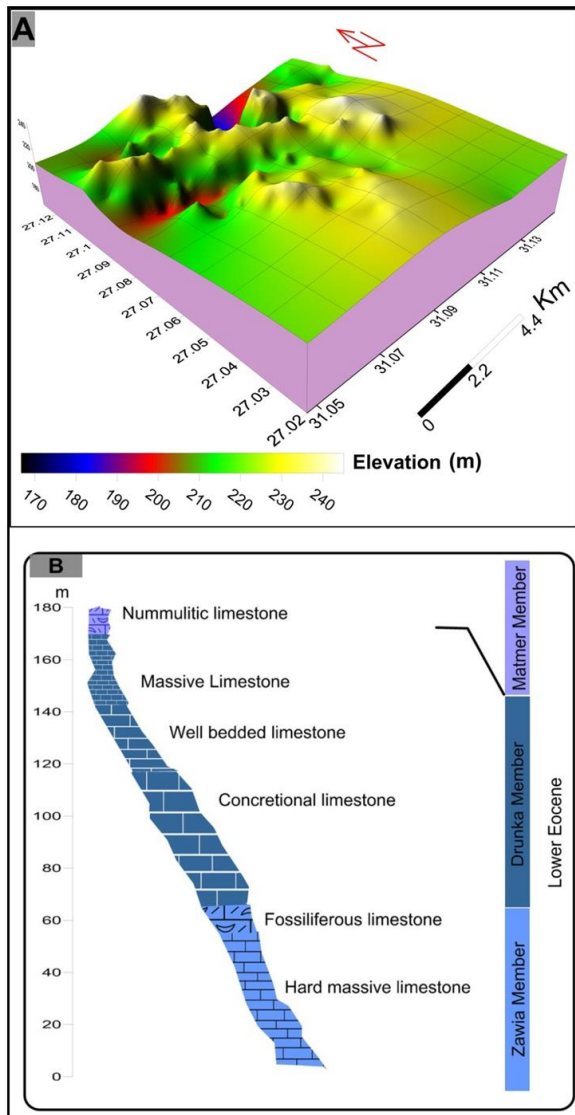 A
240
220
200
180
27.12
27.11
27.1
27.09
27.08
27.07
27.06
27.05
27.04
27.03
27.02
31.05
31.07
31.09
31.11
31.13
0 2.2 4.4 Km
Elevation (m)
170 180 190 200 210 220 230 240
B
m
180
160
140
120
100
80
60
40
20
0
Nummulitic limestone
Massive Limestone
Well bedded limestone
Concretional limestone
Fossiliferous limestone
Hard massive limestone
Matmer Member
Drunka Member
Zawia Member
Lower Eocene